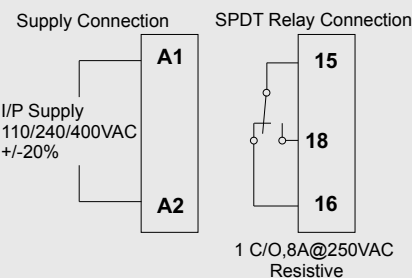 Supply Connection
A1
I/P Supply
110/240/400VAC
+/-20%
A2
SPDT Relay Connection
15
18
16
1 C/O,8A@250VAC
Resistive